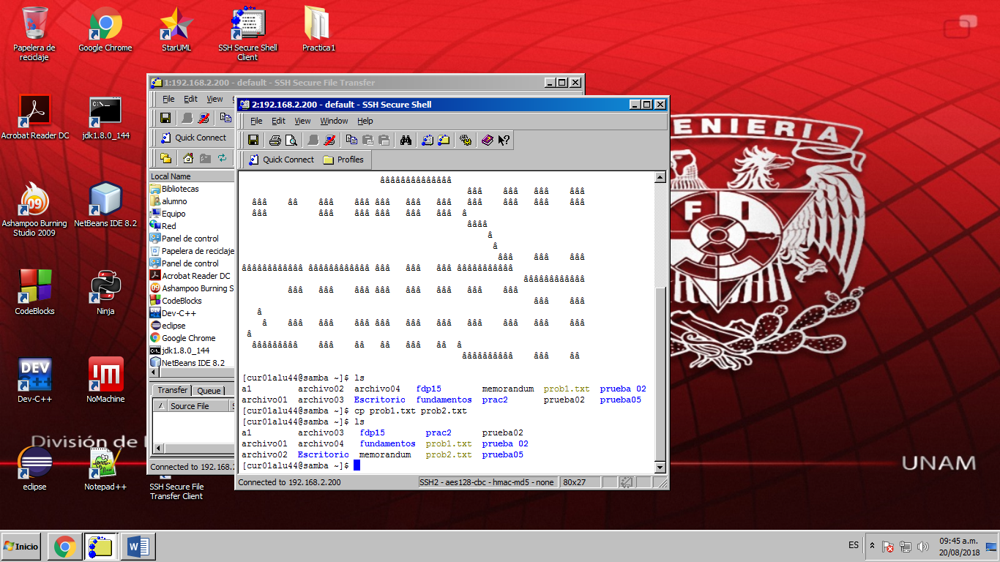 Papelera de reciclaje
Google Chrome
StarUML
SSH Secure Shell Client
Practica1
Acrobat Reader DC
jdk1.8.0_144
Ashampoo Burning Studio 2009
NetBeans IDE 8.2
CodeBlocks
Ninja
Dev-C++
NoMachine
eclipse
Notepad++
SSH Secure File Transfer Client
1:192.168.2.200 - default - SSH Secure File Transfer
File Edit View
Quick Connect
Local Name
Bibliotecas
alumno
Equipo
Red
Panel de control
Papelera de reciclaje
Panel de control
Acrobat Reader DC
Ashampoo Burning S
CodeBlocks
Dev-C++
eclipse
Google Chrome
jdk1.8.0_144
NetBeans IDE 8.2
Transfer Queue
Source File
Connected to 192.168.2
2:192.168.2.200 - default - SSH Secure Shell
File Edit View Window Help
Quick Connect Profiles
ââââââââââââââ
âââ âââ âââ âââ
âââ ââ âââ âââ âââ âââ âââ âââ âââ âââ âââ
âââ âââ âââ âââ âââ âââ â
ââââ
â
â
âââ âââ âââ
ââââââââââââ ââââââââââââ âââ âââ âââ âââââââââââ
ââââââââââââ
âââ âââ âââ âââ âââ âââ âââ âââ
âââ âââ
â
â âââ âââ âââ âââ âââ âââ âââ âââ âââ âââ
â
âââââââââ âââ ââ ââ âââ ââ â
ââââââââââ âââ ââ
[cur01alu44@samba ~]$ ls
a1 archivo02 archivo04 fdp15 memorandum prob1.txt prueba 02
archivo01 archivo03 Escritorio fundamentos prac2 prueba02 prueba05
[cur01alu44@samba ~]$ cp prob1.txt prob2.txt
[cur01alu44@samba ~]$ ls
a1 archivo03 fdp15 prac2 prueba02
archivo01 archivo04 fundamentos prob1.txt prueba 02
archivo02 Escritorio memorandum prob2.txt prueba05
[cur01alu44@samba ~]$
Connected to 192.168.2.200
SSH2 - aes128-cbc - hmac-md5 - none 80x27
ENIERIA
F I
División de
UNAM
Inicio
ES
09:45 a.m.
20/08/2018